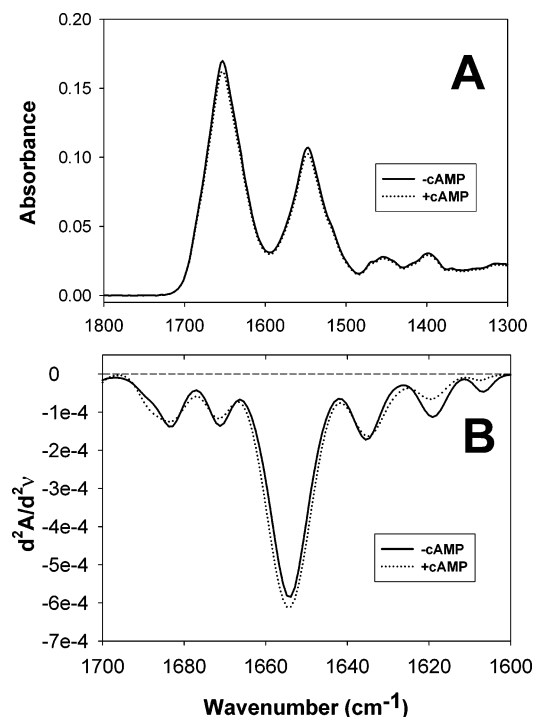 A
Absorbance
0.20
0.15
0.10
0.05
0.00
-cAMP
+cAMP
1800 1700 1600 1500 1400 1300
B
d²A/d²ν
0
-1e-4
-2e-4
-3e-4
-4e-4
-5e-4
-6e-4
-7e-4
-cAMP
+cAMP
1700 1680 1660 1640 1620 1600
Wavenumber (cm⁻¹)